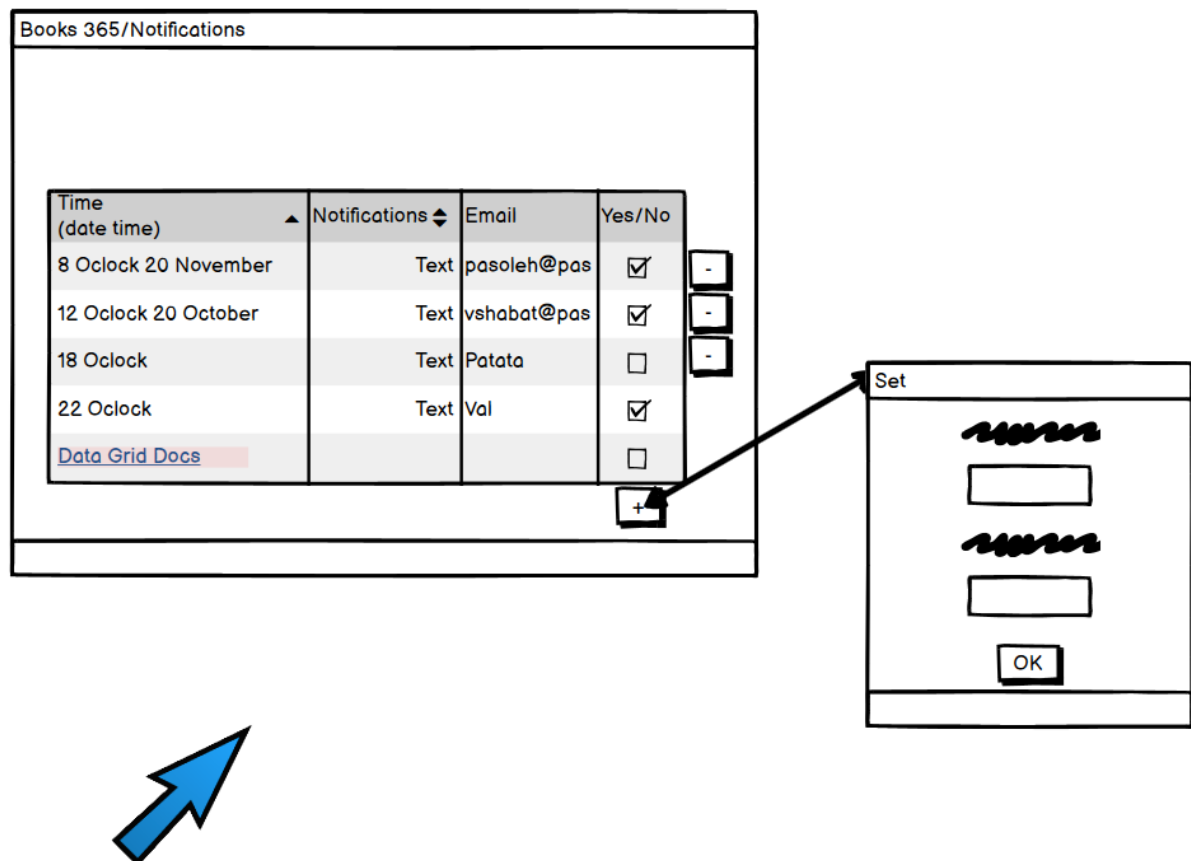 Books 365/Notifications
Time
(date time)
Notifications
Email
Yes/No
8 Oclock 20 November
Text
pasoleh@pas
-
12 Oclock 20 October
Text
vshabat@pas
-
18 Oclock
Text
Patata
-
22 Oclock
Text
Val
Data Grid Docs
+
Set
OK